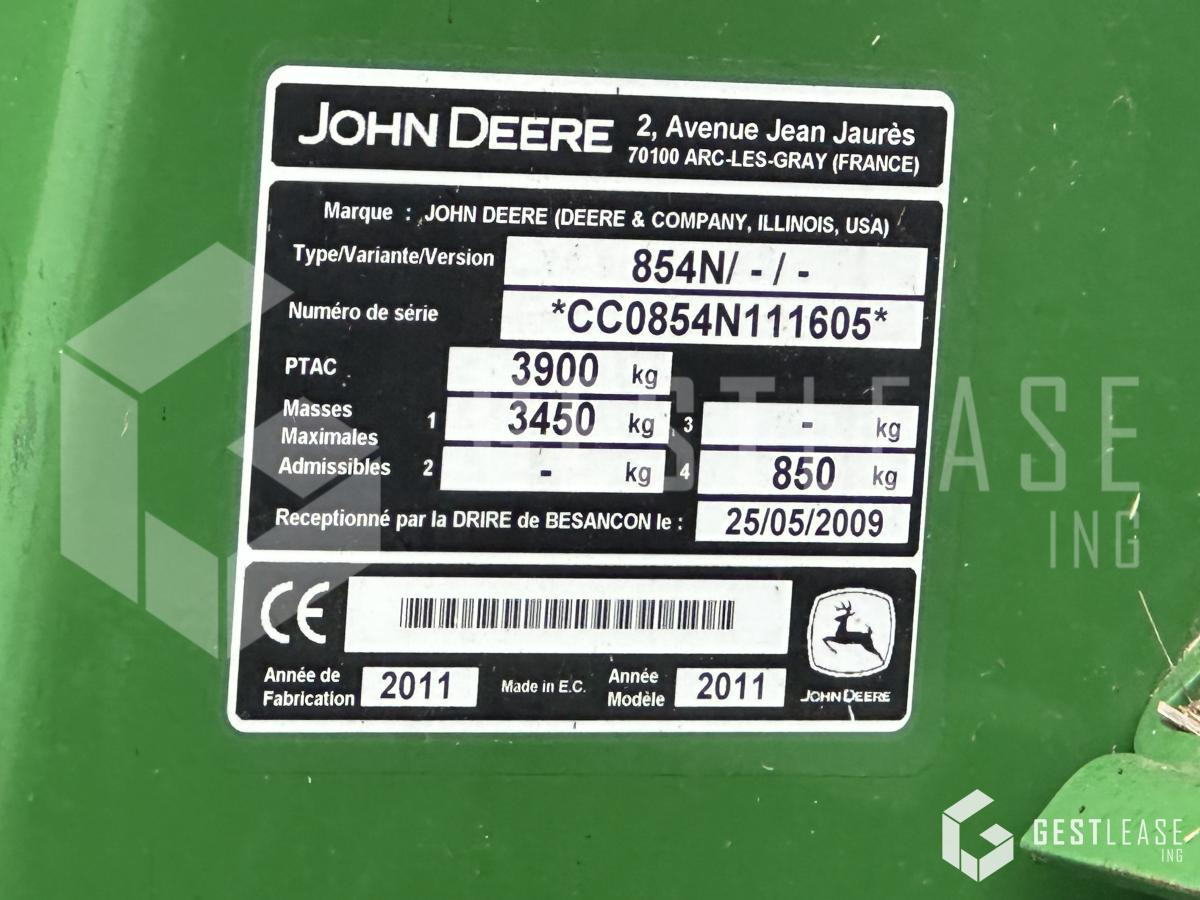 JOHN DEERE
2, Avenue Jean Jaurès
70100 ARC-LES-GRAY (FRANCE)
Marque : JOHN DEERE (DEERE & COMPANY, ILLINOIS, USA)
Type/Variante/Version 854N/ - / -
Numéro de série *CC0854N111605*
PTAC 3900 kg
Masses Maximales Admissibles
1 3450 kg 3 - kg
2 - kg 4 850 kg
Receptionné par la DRIRE de BESANCON le : 25/05/2009
CE
Année de Fabrication 2011 Made in E.C. Année Modèle 2011
JOHN DEERE
GESTLEASE
ING
GESTLEASE
ING